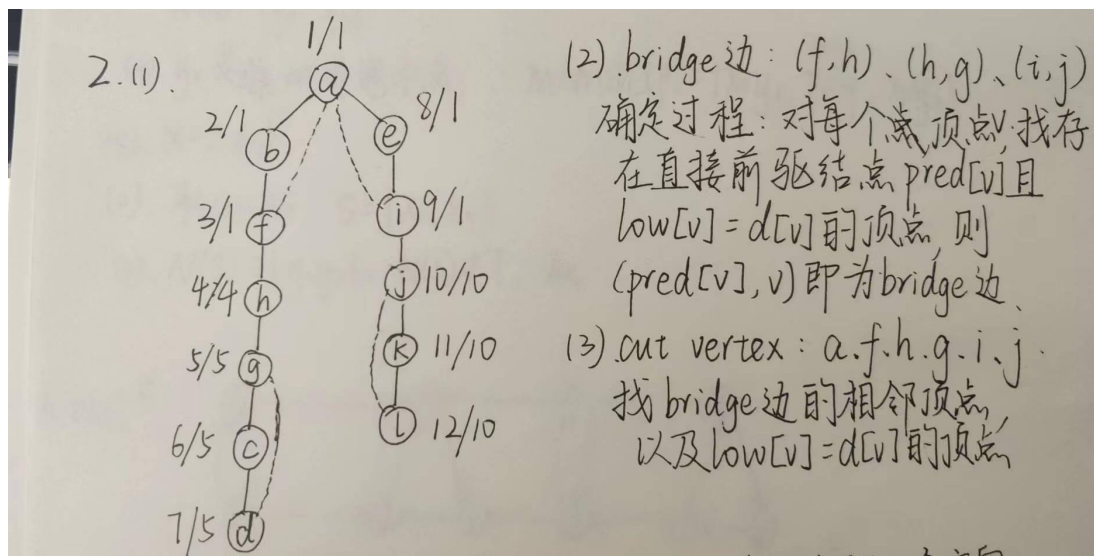 2.(1).
1/1
a
2/1
b
8/1
e
3/1
f
9/1
i
4/4
h
j
10/10
5/5
g
k
11/10
6/5
c
l
12/10
7/5
d
(2) bridge边: (f,h)、(h,g)、(i,j)
确定过程: 对每个点顶点v,找存
在直接前驱结点pred[v]且
low[v]=d[v]的顶点,则
(pred[v],v)即为bridge边.
(3).cut vertex: a.f.h.g.i.j.
找bridge边的相邻顶点,
以及low[v]=d[v]的顶点